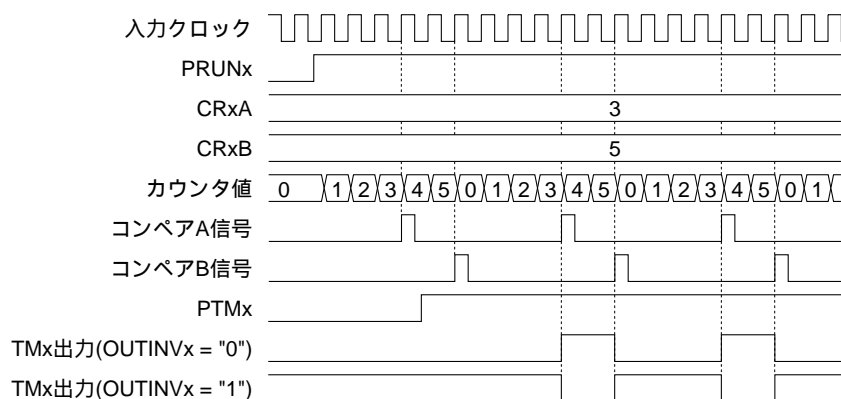 入力クロック
PRUNx
CRxA
3
CRxB
5
カウンタ値 0 1 2 3 4 5 0 1 2 3 4 5 0 1 2 3 4 5 0 1
コンペアA信号
コンペアB信号
PTMx
TMx出力(OUTINVx = "0")
TMx出力(OUTINVx = "1")